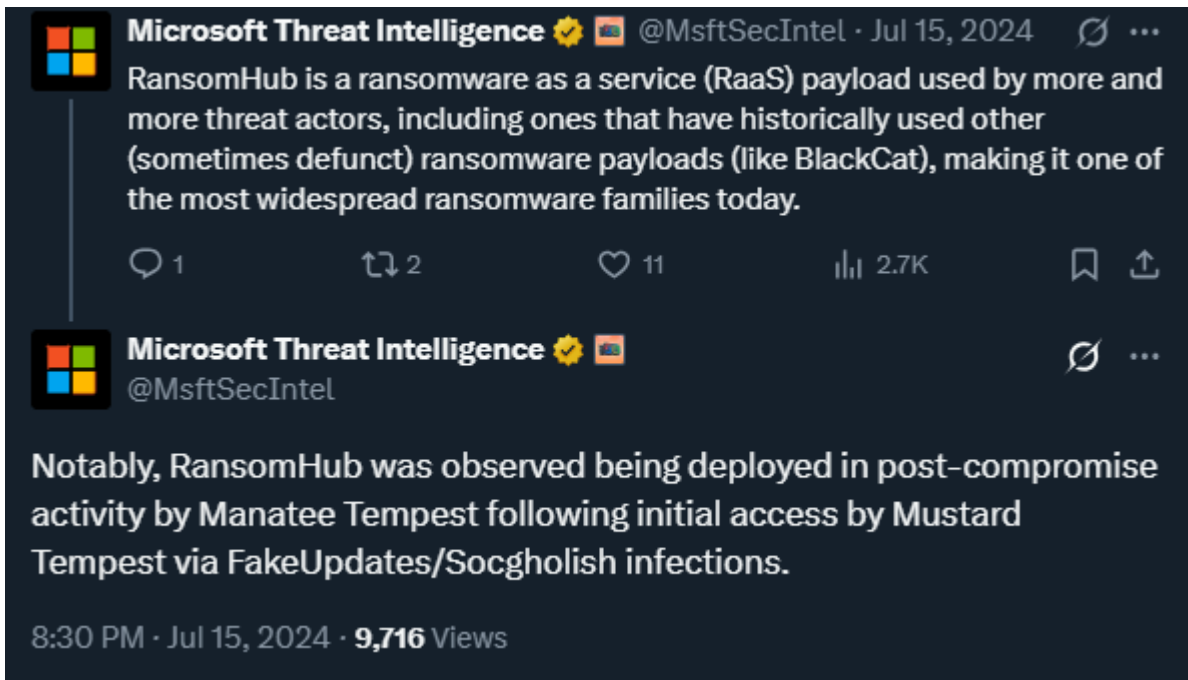 Microsoft Threat Intelligence @MsftSecIntel · Jul 15, 2024
RansomHub is a ransomware as a service (RaaS) payload used by more and
more threat actors, including ones that have historically used other
(sometimes defunct) ransomware payloads (like BlackCat), making it one of
the most widespread ransomware families today.
1 2 11 2.7K
Microsoft Threat Intelligence
@MsftSecIntel
Notably, RansomHub was observed being deployed in post-compromise
activity by Manatee Tempest following initial access by Mustard
Tempest via FakeUpdates/Socgholish infections.
8:30 PM · Jul 15, 2024 · 9,716 Views